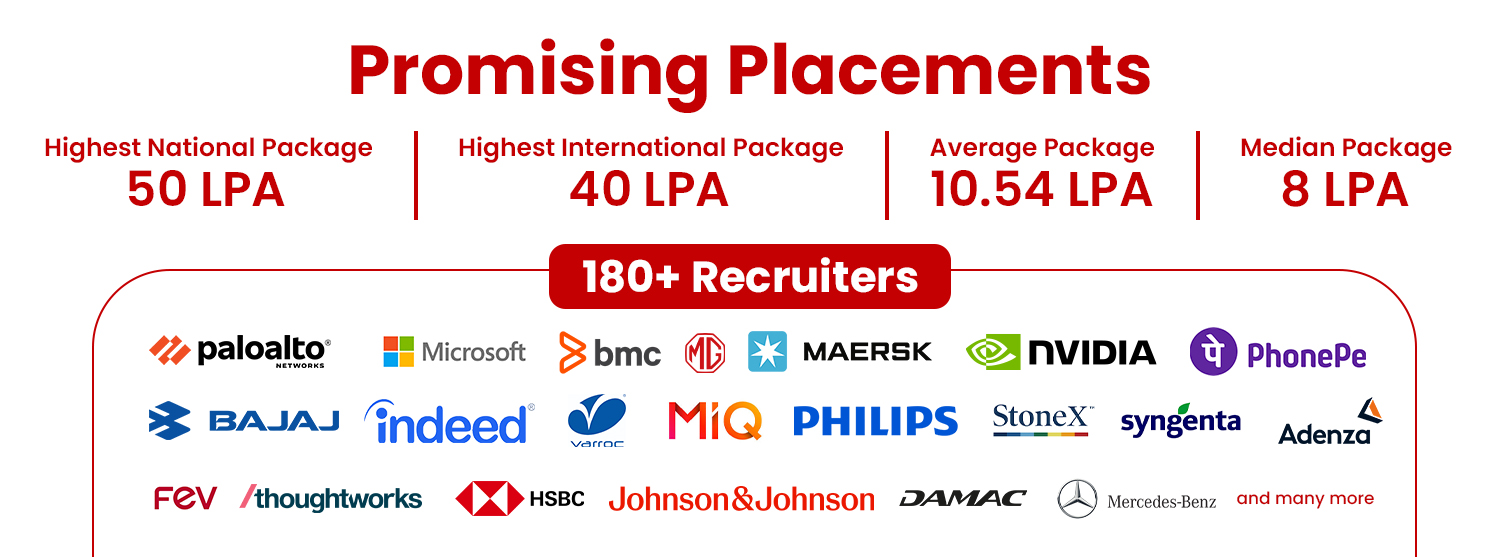 Promising Placements
Highest National Package
50 LPA
Highest International Package
40 LPA
Average Package
10.54 LPA
Median Package
8 LPA
180+ Recruiters
paloalto®
NETWORKS
Microsoft
bmc
MG
MAERSK
NVIDIA
पे PhonePe
BAJAJ
indeed®
varroc
MiQ
PHILIPS
StoneX™
syngenta
Adenza
FEV
/thoughtworks
HSBC
Johnson&Johnson
DAMAC
Mercedes-Benz
and many more